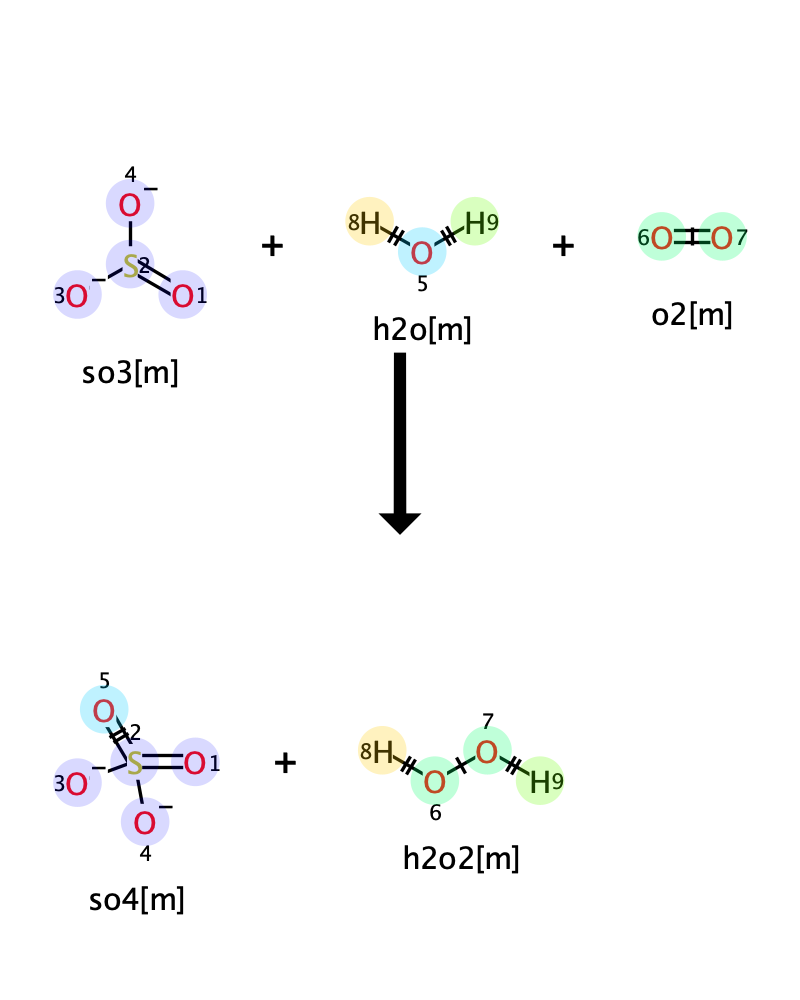 4
O−
8H H9
+ + 6O O7
S2 O
3O− O1 5
h2o[m] o2[m]
so3[m]
5
O 7
2 8H O
S O1 + O H9
3O− 6
O−
4
h2o2[m]
so4[m]